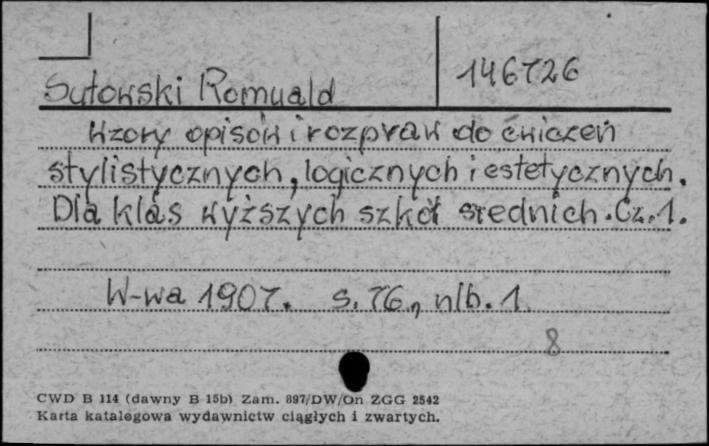 146726
Sutowski Romuald
Wzory opisów i rozpraw do ćwiczeń
stylistycznych, logicznych i estetycznych.
Dla klas wyższych szkół średnich. Cz. 1.
W-wa 1907. s. 76, nlb. 1.
8
CWD B 114 (dawny B 15b) Zam. 897/DW/On ZGG 2542
Karta katalogowa wydawnictw ciągłych i zwartych.